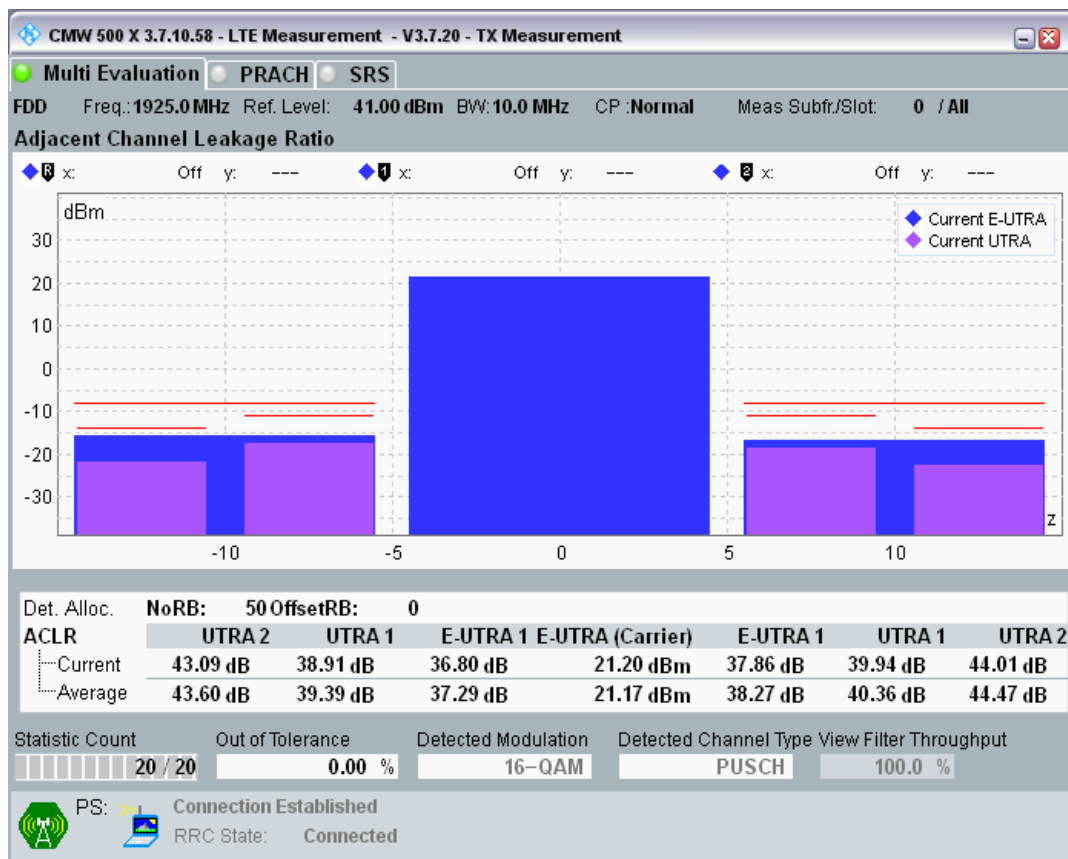 CMW 500 X 3.7.10.58 - LTE Measurement - V3.7.20 - TX Measurement
Multi Evaluation PRACH SRS
FDD Freq.:1925.0 MHz Ref. Level: 41.00 dBm BW:10.0 MHz CP :Normal Meas Subfr./Slot: 0 / All
Adjacent Channel Leakage Ratio
R x: Off y: --- 1 x: Off y: --- 2 x: Off y: ---
dBm
Current E-UTRA
Current UTRA
30
20
10
0
-10
-20
-30
z
-10 -5 0 5 10
Det. Alloc. NoRB: 50 OffsetRB: 0
ACLR UTRA 2 UTRA 1 E-UTRA 1 E-UTRA (Carrier) E-UTRA 1 UTRA 1 UTRA 2
Current 43.09 dB 38.91 dB 36.80 dB 21.20 dBm 37.86 dB 39.94 dB 44.01 dB
Average 43.60 dB 39.39 dB 37.29 dB 21.17 dBm 38.27 dB 40.36 dB 44.47 dB
Statistic Count Out of Tolerance Detected Modulation Detected Channel Type View Filter Throughput
20 / 20 0.00 % 16-QAM PUSCH 100.0 %
PS: Connection Established
RRC State: Connected